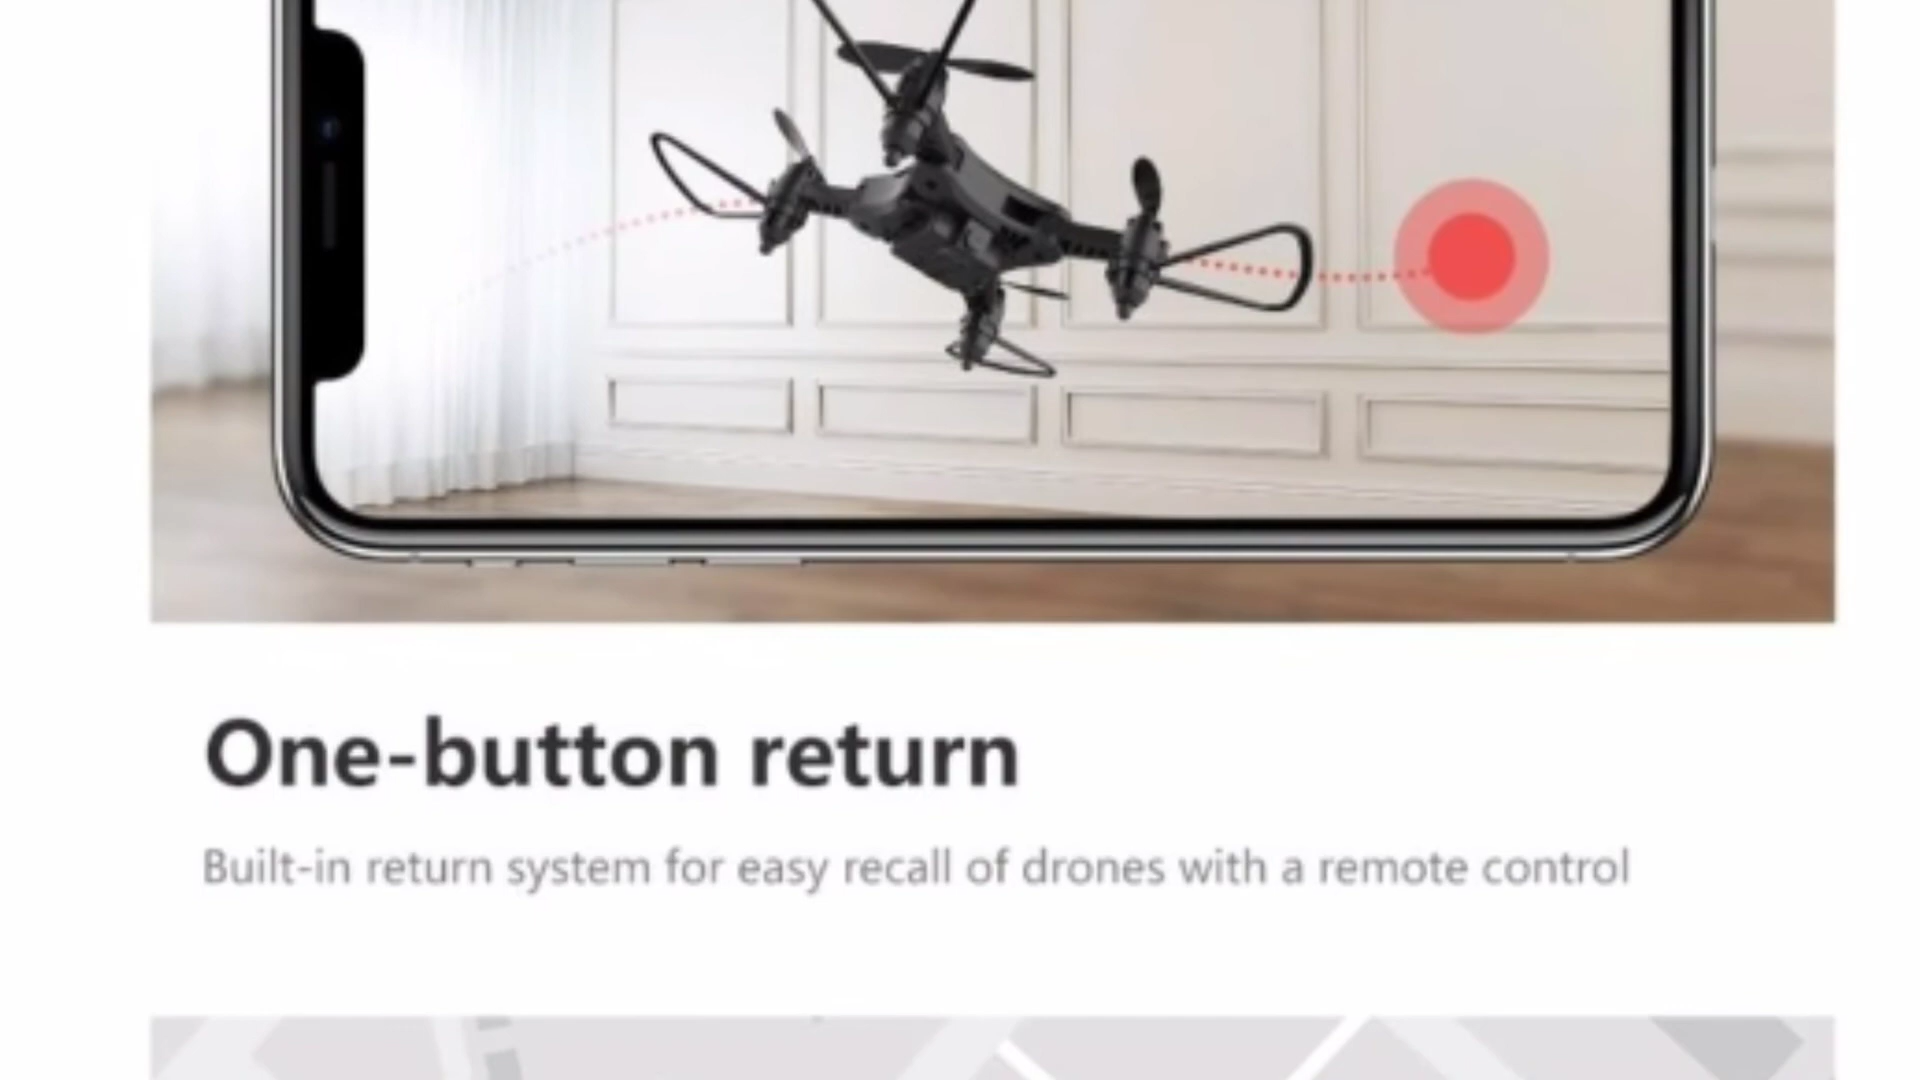 One-button return
Built-in return system for easy recall of drones with a remote control